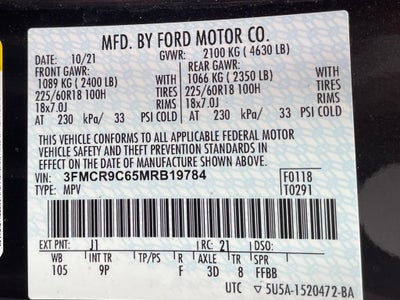 MFD. BY FORD MOTOR CO.
DATE: 10/21 GVWR: 2100 KG ( 4630 LB)
FRONT GAWR: REAR GAWR:
1089 KG ( 2400 LB) WITH 1066 KG ( 2350 LB) WITH
225/60R18 100H TIRES 225/60R18 100H TIRES
18x7.0J RIMS 18x7.0J RIMS
AT 230 kPa/ 33 PSI COLD AT 230 kPa/ 33 PSI COLD
THIS VEHICLE CONFORMS TO ALL APPLICABLE FEDERAL MOTOR
VEHICLE SAFETY AND THEFT PREVENTION STANDARDS IN
EFFECT ON THE DATE OF MANUFACTURE SHOWN ABOVE.
VIN: 3FMCR9C65MRB19784 F0118
TYPE: MPV T0291
EXT PNT: J1 RC: 21 DSO:
WB INT TR TP/PS R AXLE TR SPR
105 9P F 3D 8 FFBB
UTC 5U5A-1520472-BA